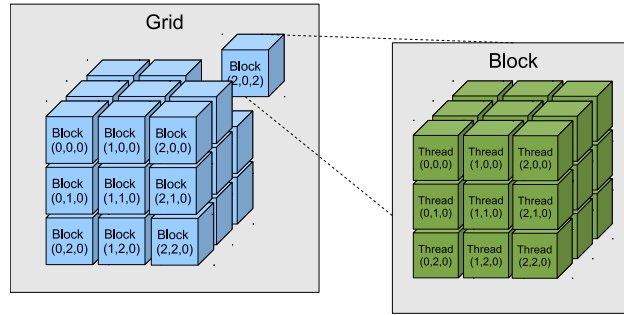 Grid
Block
(2,0,2)
Block
(0,0,0)
Block
(1,0,0)
Block
(2,0,0)
Block
(0,1,0)
Block
(1,1,0)
Block
(2,1,0)
Block
(0,2,0)
Block
(1,2,0)
Block
(2,2,0)
Block
Thread
(0,0,0)
Thread
(1,0,0)
Thread
(2,0,0)
Thread
(0,1,0)
Thread
(1,1,0)
Thread
(2,1,0)
Thread
(0,2,0)
Thread
(1,2,0)
Thread
(2,2,0)